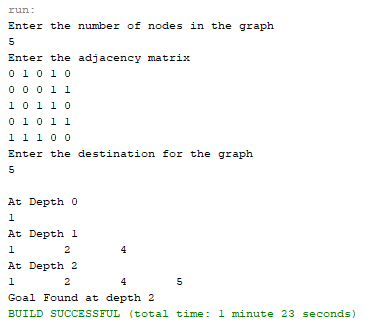 run:
Enter the number of nodes in the graph
5
Enter the adjacency matrix
0 1 0 1 0
0 0 0 1 1
1 0 1 1 0
0 1 0 1 1
1 1 1 0 0
Enter the destination for the graph
5
At Depth 0
1
At Depth 1
1 2 4
At Depth 2
1 2 4 5
Goal Found at depth 2
BUILD SUCCESSFUL (total time: 1 minute 23 seconds)